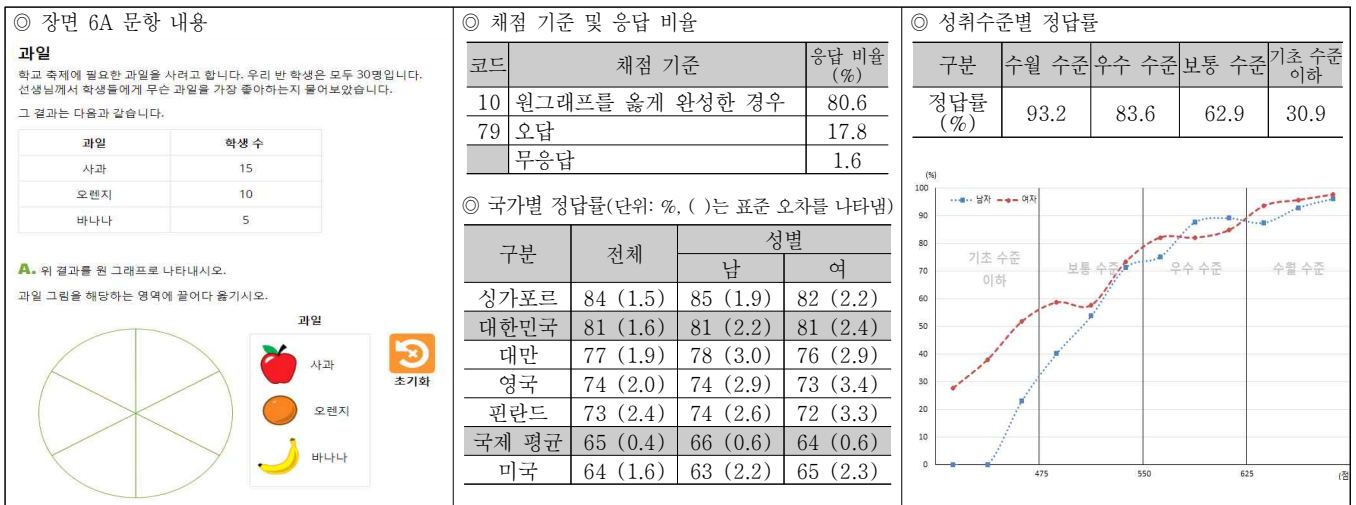 ◎ 장면 6A 문항 내용
과일
학교 축제에 필요한 과일을 사려고 합니다. 우리 반 학생은 모두 30명입니다.
선생님께서 학생들에게 무슨 과일을 가장 좋아하는지 물어보았습니다.
그 결과는 다음과 같습니다.
과일 학생 수
사과 15
오렌지 10
바나나 5
A. 위 결과를 원 그래프로 나타내시오.
과일 그림을 해당하는 영역에 끌어다 옮기시오.
과일
사과
오렌지
바나나
초기화
◎ 채점 기준 및 응답 비율
코드 채점 기준 응답 비율
(%)
10 원그래프를 옳게 완성한 경우 80.6
79 오답 17.8
무응답 1.6
◎ 국가별 정답률(단위: %, ( )는 표준 오차를 나타냄)
구분 전체 성별
남 여
싱가포르 84 (1.5) 85 (1.9) 82 (2.2)
대한민국 81 (1.6) 81 (2.2) 81 (2.4)
대만 77 (1.9) 78 (3.0) 76 (2.9)
영국 74 (2.0) 74 (2.9) 73 (3.4)
핀란드 73 (2.4) 74 (2.6) 72 (3.3)
국제 평균 65 (0.4) 66 (0.6) 64 (0.6)
미국 64 (1.6) 63 (2.2) 65 (2.3)
◎ 성취수준별 정답률
구분 수월 수준 우수 수준 보통 수준 기초 수준
이하
정답률
(%) 93.2 83.6 62.9 30.9
(%)
남자 여자
100
90
80
70
60
50
40
30
20
10
0
기초 수준
이하
보통 수준
우수 수준
수월 수준
475 550 625
(점